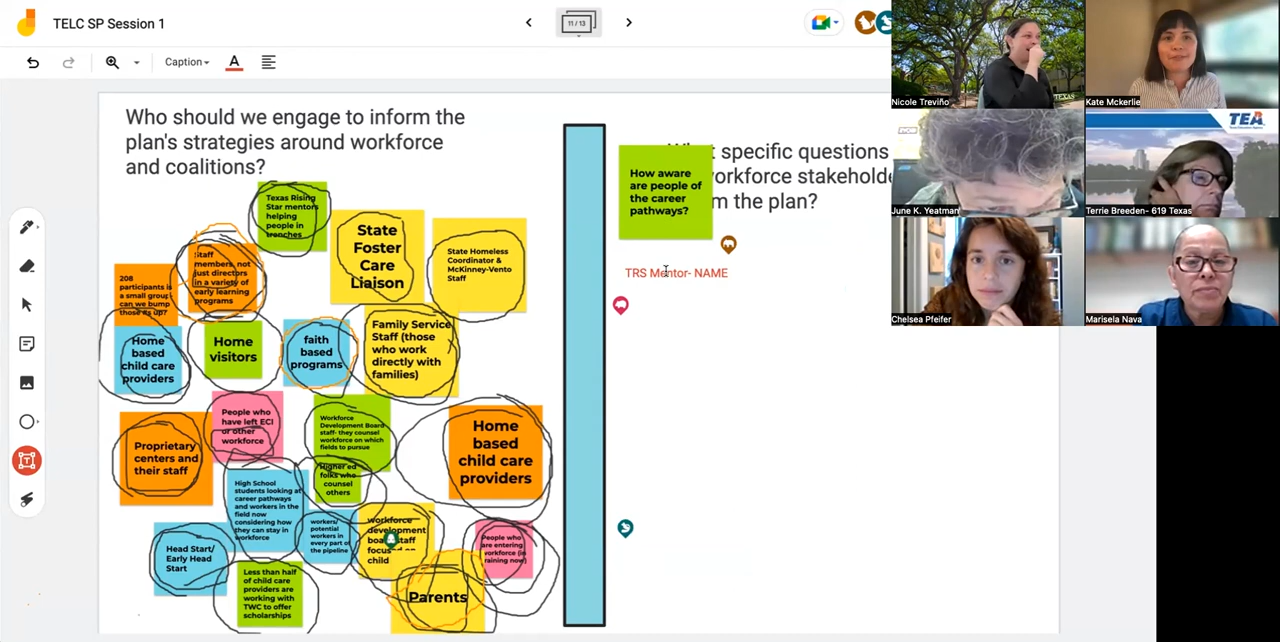 TELC SP Session 1
11 / 13
Caption
Who should we engage to inform the
plan's strategies around workforce
and coalitions?
Texas Rising
Star mentors
helping
people in
trenches
State
Foster
Care
Liaison
State Homeless
Coordinator &
McKinney-Vento
Staff
Staff
members, not
just directors
in a variety of
early learning
programs
208
participants is
a small group-
can we bump
those #s up?
Home
based
child care
providers
Home
visitors
faith
based
programs
Family Service
Staff (those
who work
directly with
families)
Proprietary
centers and
their staff
People who
have left ECI
or other
workforce
Workforce
Development Board
staff- they counsel
workforce on which
fields to pursue
Higher ed
folks who
counsel
others
Home
based
child care
providers
High School
students looking at
career pathways
and workers in the
field now
considering how
they can stay in
workforce
workers/
potential
workers in
every part of
the pipeline
workforce
development
board staff
focused on
child
People who
are entering
workforce (in
training now)
Head Start/
Early Head
Start
Less than half
of child care
providers are
working with
TWC to offer
scholarships
Parents
specific questions
workforce
the plan?
How aware
are people of
the career
pathways?
TRS Mentor- NAME
Nicole Treviño
Kate Mckerlie
June K. Yeatman
TEA
Terrie Breeden- 619 Texas
Chelsea Pfeifer
Marisela Nava